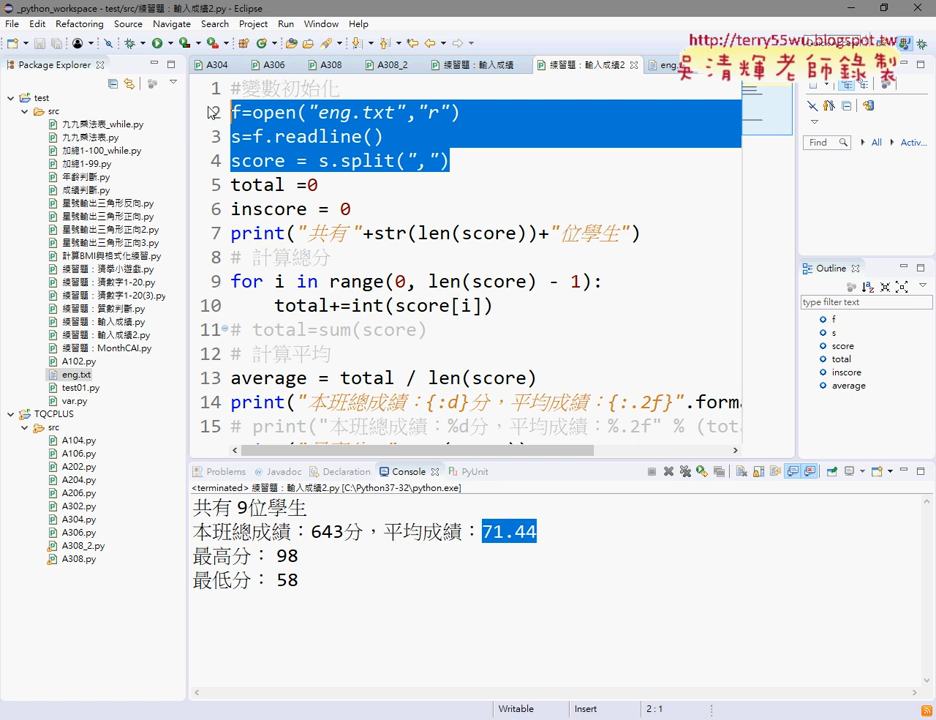 _python_workspace - test/src/練習題：輸入成績2.py - Eclipse
File Edit Refactoring Source Navigate Search Project Run Window Help
http://terry55wu.blogspot.tw
吳清輝老師錄製
Package Explorer
A304 A306 A308 A308_2 練習題：輸入成績 練習題：輸入成績2 eng.
test
src
九九乘法表_while.py
九九乘法表.py
加總1-100_while.py
加總1-99.py
年齡判斷.py
成績判斷.py
星號輸出三角形反向.py
星號輸出三角形正向.py
星號輸出三角形正向2.py
星號輸出三角形正向3.py
計算BMI與格式化練習.py
練習題：猜拳小遊戲.py
練習題：猜數字1-20.py
練習題：猜數字1-20(3).py
練習題：質數判斷.py
練習題：輸入成績.py
練習題：輸入成績2.py
練習題：MonthCAI.py
A102.py
eng.txt
test01.py
var.py
TQCPLUS
src
A104.py
A106.py
A202.py
A204.py
A206.py
A302.py
A304.py
A306.py
A308_2.py
A308.py
1 #變數初始化
2 f=open("eng.txt","r")
3 s=f.readline()
4 score = s.split(",")
5 total =0
6 inscore = 0
7 print("共有"+str(len(score))+"位學生")
8 # 計算總分
9 for i in range(0, len(score) - 1):
10 total+=int(score[i])
11 # total=sum(score)
12 # 計算平均
13 average = total / len(score)
14 print("本班總成績：{:d}分，平均成績：{:.2f}".forma
15 # print("本班總成績：%d分，平均成績：%.2f" % (tota
Find All Activ...
Outline
type filter text
f
s
score
total
inscore
average
Problems Javadoc Declaration Console PyUnit
<terminated> 練習題：輸入成績2.py [C:\Python37-32\python.exe]
共有9位學生
本班總成績：643分，平均成績：71.44
最高分： 98
最低分： 58
Writable Insert 2 : 1